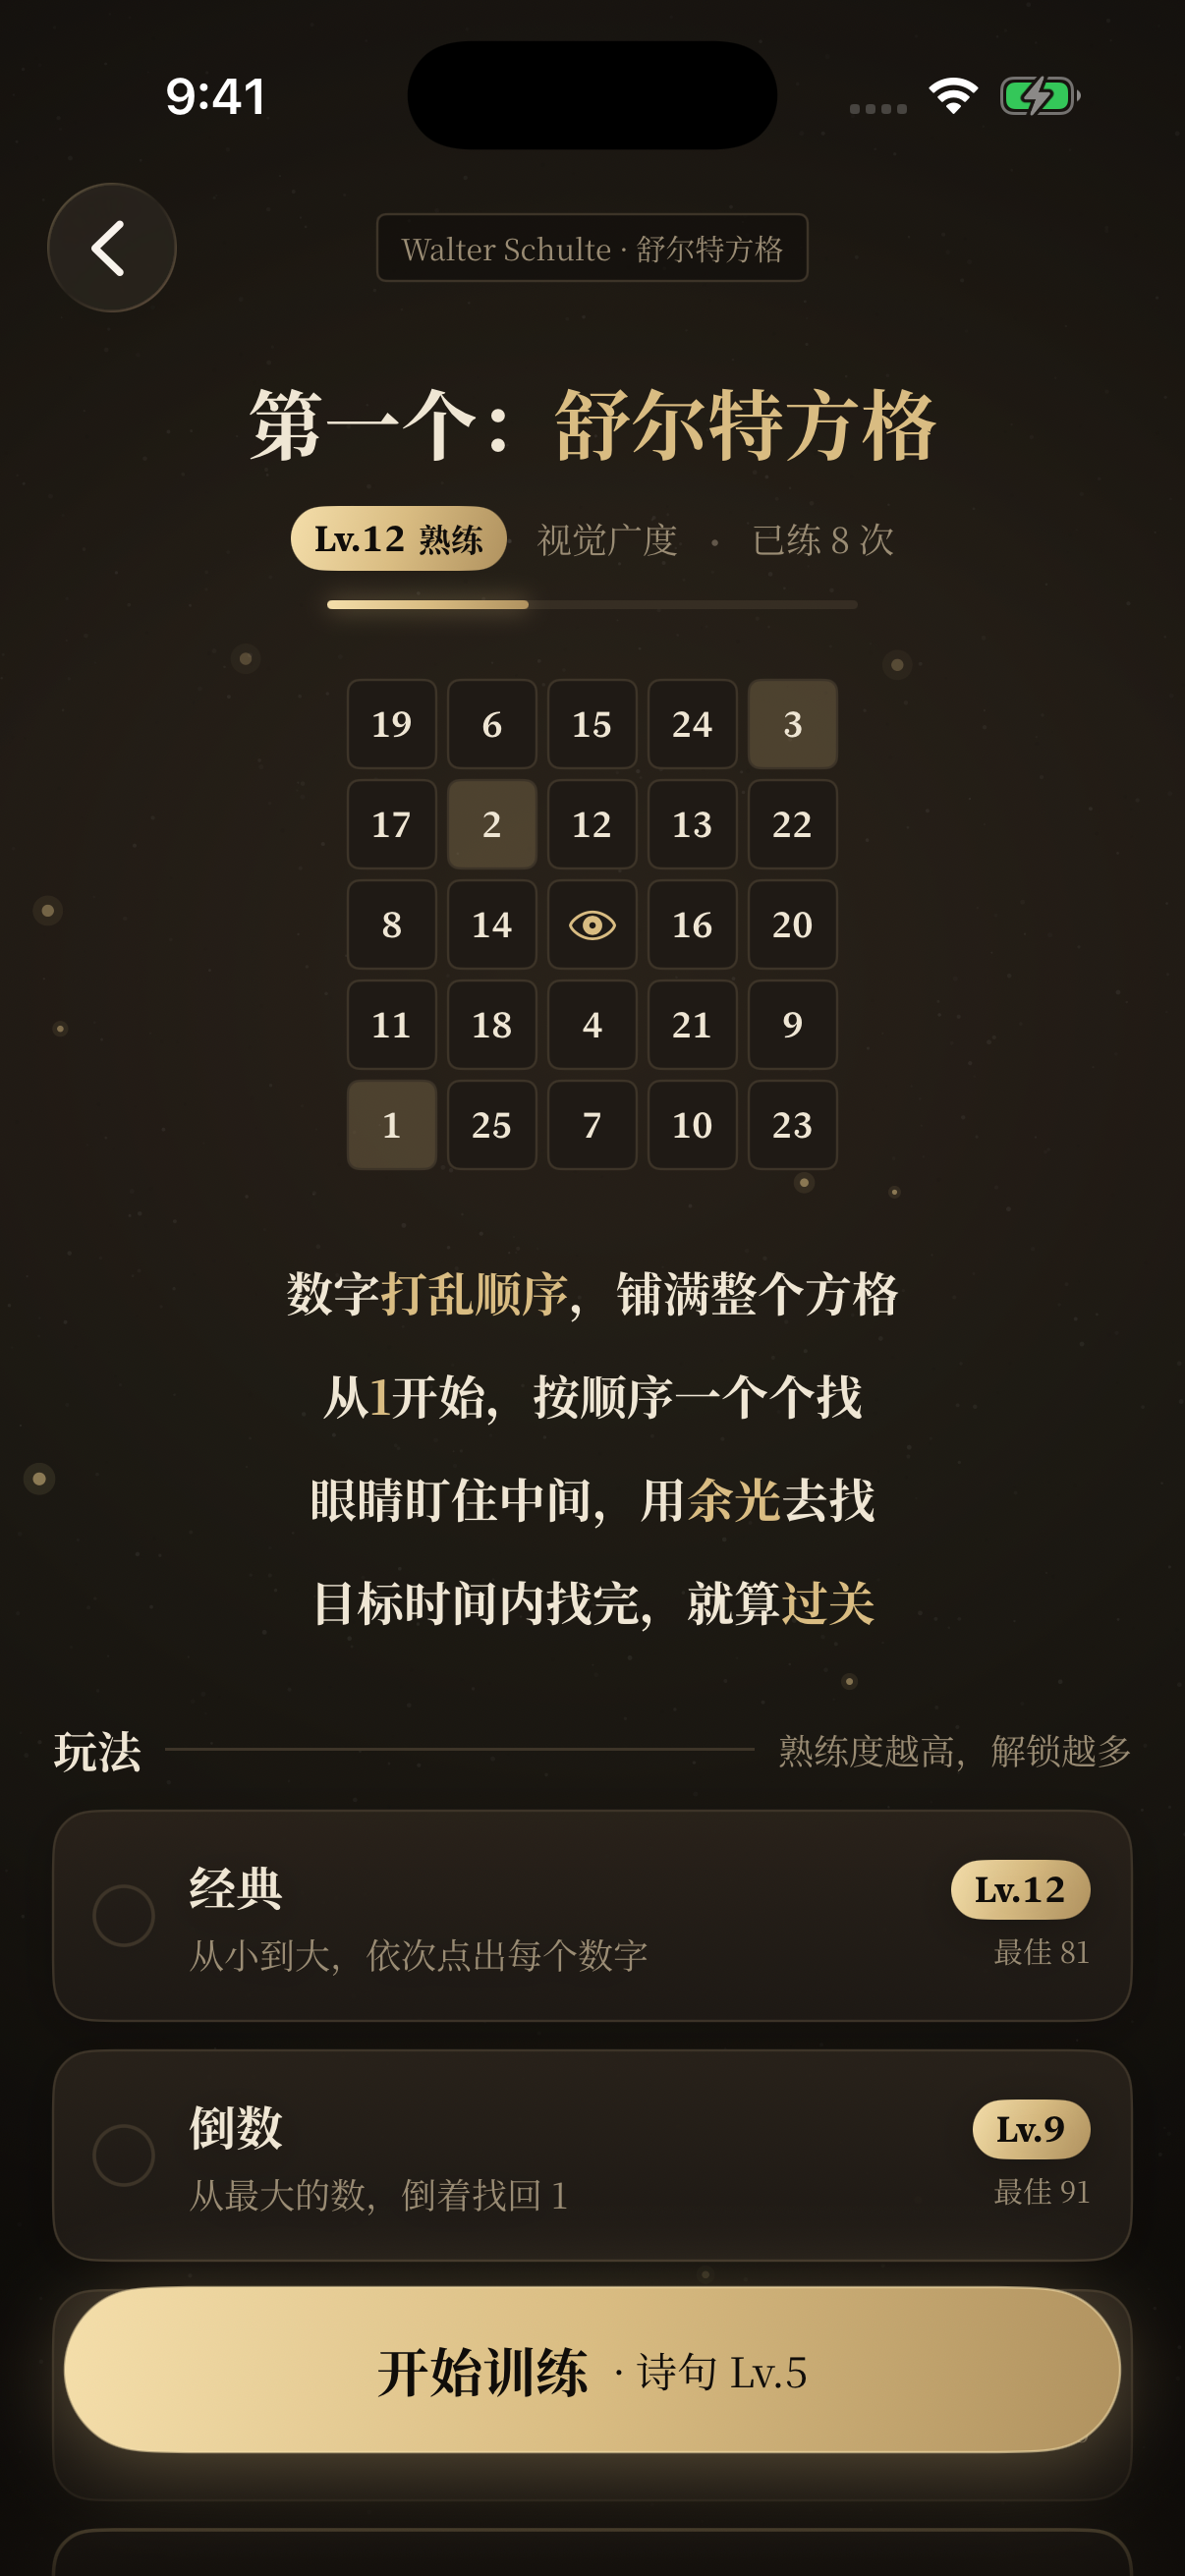 9:41
Walter Schulte · 舒尔特方格
第一个：舒尔特方格
Lv.12 熟练 · 视觉广度 · 已练 8 次
19 6 15 24 3
17 2 12 13 22
8 14 16 20
11 18 4 21 9
1 25 7 10 23
数字打乱顺序，铺满整个方格
从1开始，按顺序一个个找
眼睛盯住中间，用余光去找
目标时间内找完，就算过关
玩法
熟练度越高，解锁越多
经典
Lv.12
从小到大，依次点出每个数字
最佳 81
倒数
Lv.9
从最大的数，倒着找回 1
最佳 91
开始训练 · 诗句 Lv.5